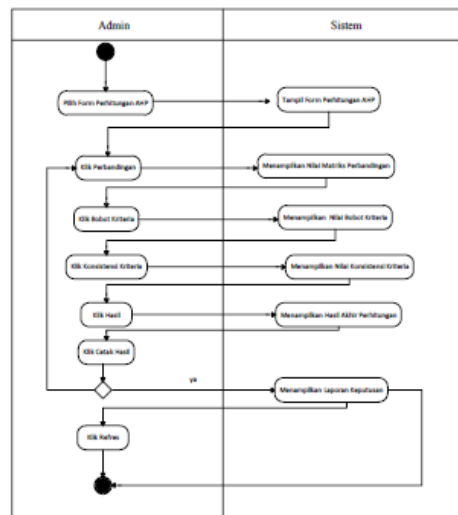 Admin
Sistem
Pilih Form Perhitungan AHP
Tampil Form Perhitungan AHP
Klik Perbandingan
Menampilkan Nilai Matriks Perbandingan
Klik Bobot Kriteria
Menampilkan Nilai Bobot Kriteria
Klik Konsistensi Kriteria
Menampilkan Nilai Konsistensi Kriteria
Klik Hasil
Menampilkan Hasil Akhir Perhitungan
Klik Cetak Hasil
ya
Menampilkan Laporan Keputusan
Klik Refres